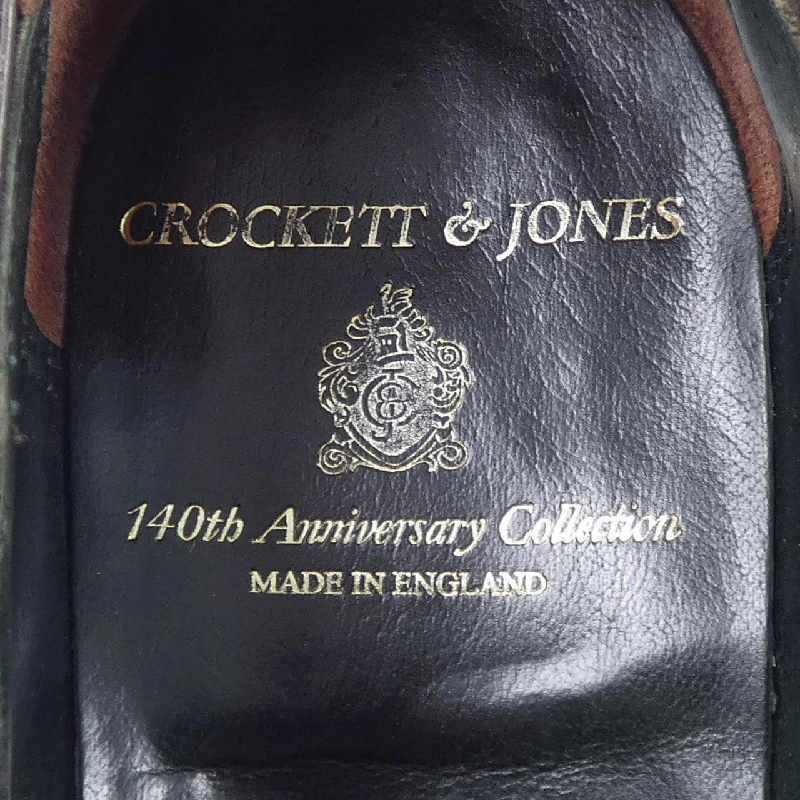 CROCKETT & JONES
140th Anniversary Collection
MADE IN ENGLAND